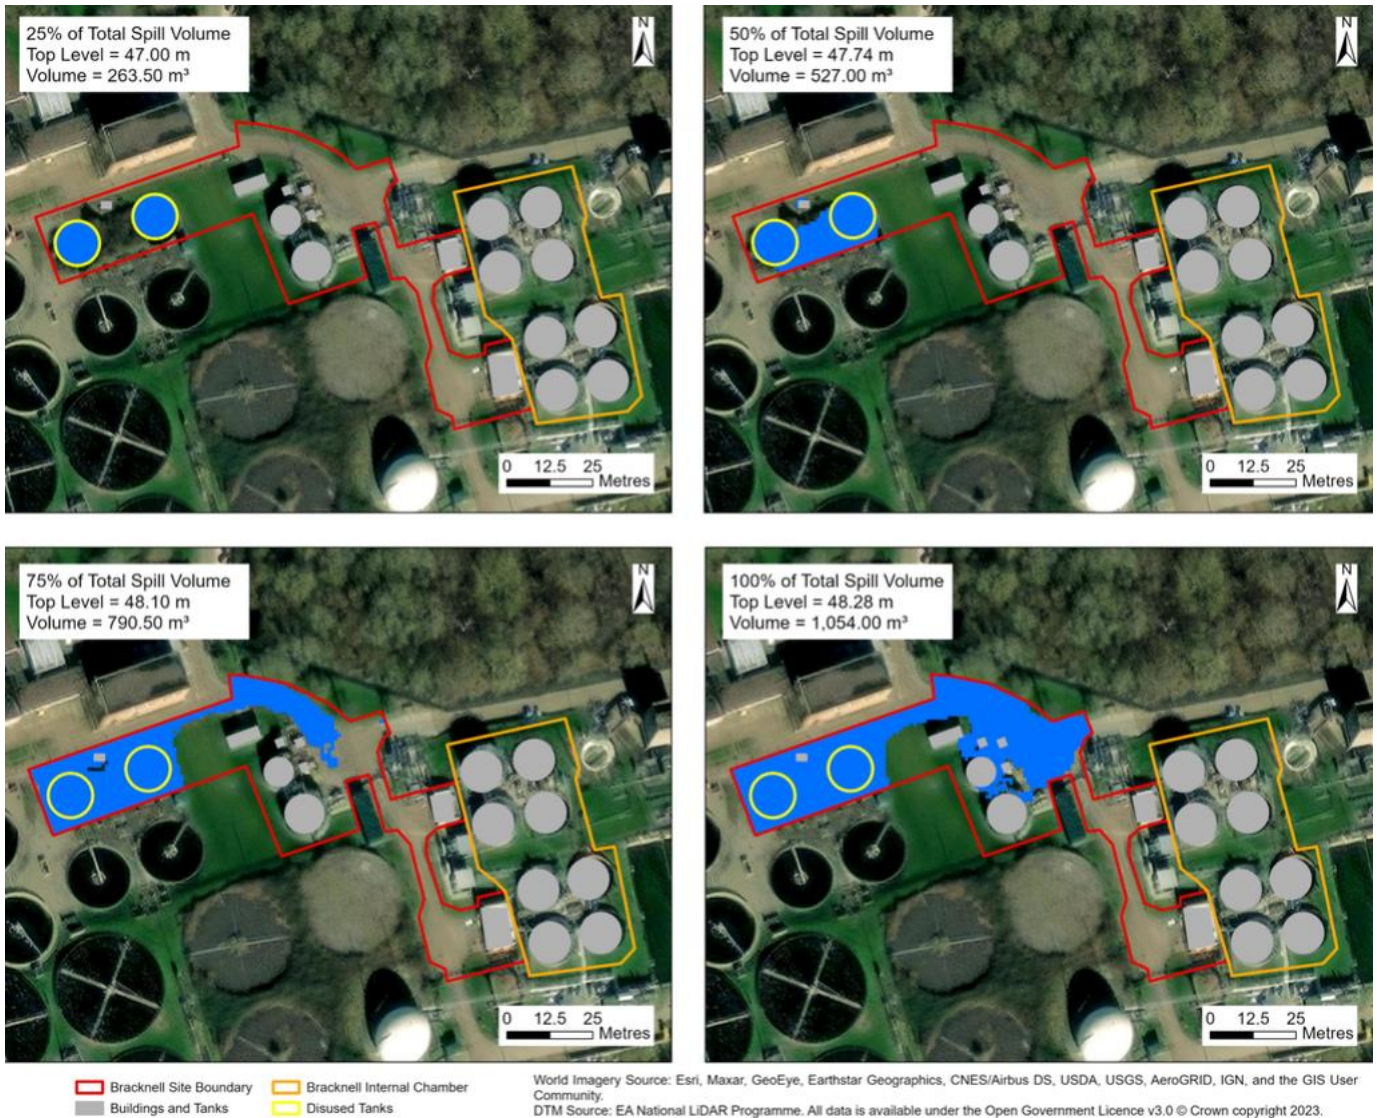 25% of Total Spill Volume
Top Level = 47.00 m
Volume = 263.50 m³
N
0 12.5 25
Metres
50% of Total Spill Volume
Top Level = 47.74 m
Volume = 527.00 m³
N
0 12.5 25
Metres
75% of Total Spill Volume
Top Level = 48.10 m
Volume = 790.50 m³
N
0 12.5 25
Metres
100% of Total Spill Volume
Top Level = 48.28 m
Volume = 1,054.00 m³
N
0 12.5 25
Metres
Bracknell Site Boundary
Bracknell Internal Chamber
Buildings and Tanks
Disused Tanks
World Imagery Source: Esri, Maxar, GeoEye, Earthstar Geographics, CNES/Airbus DS, USDA, USGS, AeroGRID, IGN, and the GIS User
Community.
DTM Source: EA National LiDAR Programme. All data is available under the Open Government Licence v3.0 © Crown copyright 2023.